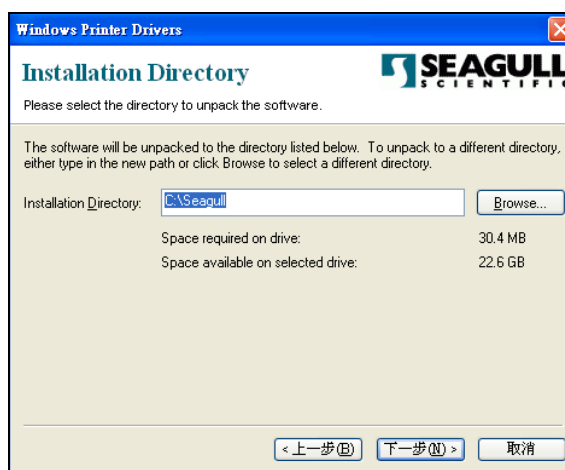 Windows Printer Drivers
Installation Directory
SEAGULL
SCIENTIFIC
Please select the directory to unpack the software.
The software will be unpacked to the directory listed below. To unpack to a different directory,
either type in the new path or click Browse to select a different directory.
Installation Directory: C:\Seagull Browse...
Space required on drive: 30.4 MB
Space available on selected drive: 22.6 GB
<上一步(B) 下一步(N)> 取消